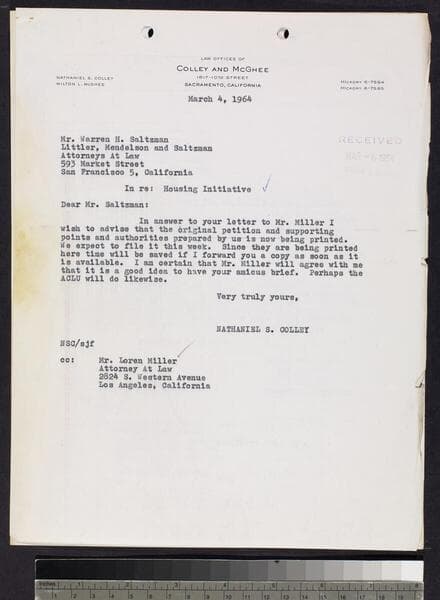 LAW OFFICES OF
COLLEY AND MCGHEE
1617-10TH STREET
SACRAMENTO, CALIFORNIA
NATHANIEL S. COLLEY
MILTON L. MCGHEE
HICKORY 6-7554
HICKORY 6-7555
March 4, 1964
RECEIVED
Mr. Warren H. Saltzman
Littler, Mendelson and Saltzman
Attorneys At Law
593 Market Street
San Francisco 5, California
In re: Housing Initiative
Dear Mr. Saltzman:
In answer to your letter to Mr. Miller I
wish to advise that the original petition and supporting
points and authorities prepared by us is now being printed.
We expect to file it this week. Since they are being printed
here time will be saved if I forward you a copy as soon as it
is available. I am certain that Mr. Miller will agree with me
that it is a good idea to have your amicus brief. Perhaps the
ACLU will do likewise.
Very truly yours,
NATHANIEL S. COLLEY
NSC/sjf
cc: Mr. Loren Miller
Attorney At Law
2824 S. Western Avenue
Los Angeles, California